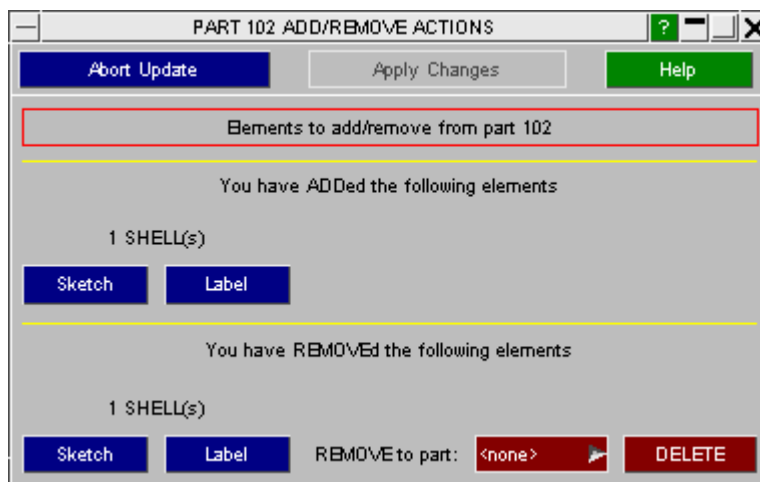 PART 102 ADD/REMOVE ACTIONS ?
Abort Update Apply Changes Help
Elements to add/remove from part 102
You have ADDed the following elements
1 SHELL(s)
Sketch Label
You have REMOVEd the following elements
1 SHELL(s)
Sketch Label REMOVE to part: <none> DELETE